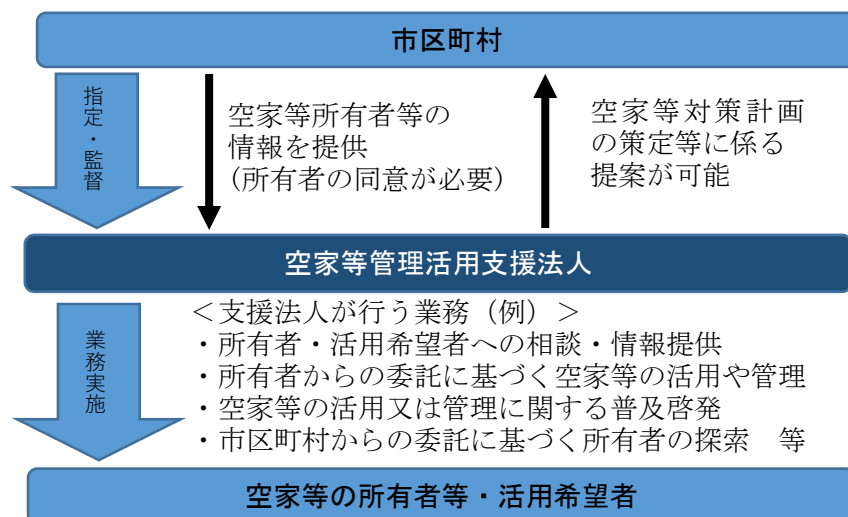 市区町村
指定・監督
空家等所有者等の
情報を提供
(所有者の同意が必要)
空家等対策計画
の策定等に係る
提案が可能
空家等管理活用支援法人
業務実施
＜支援法人が行う業務（例）＞
・所有者・活用希望者への相談・情報提供
・所有者からの委託に基づく空家等の活用や管理
・空家等の活用又は管理に関する普及啓発
・市区町村からの委託に基づく所有者の探索　等
空家等の所有者等・活用希望者